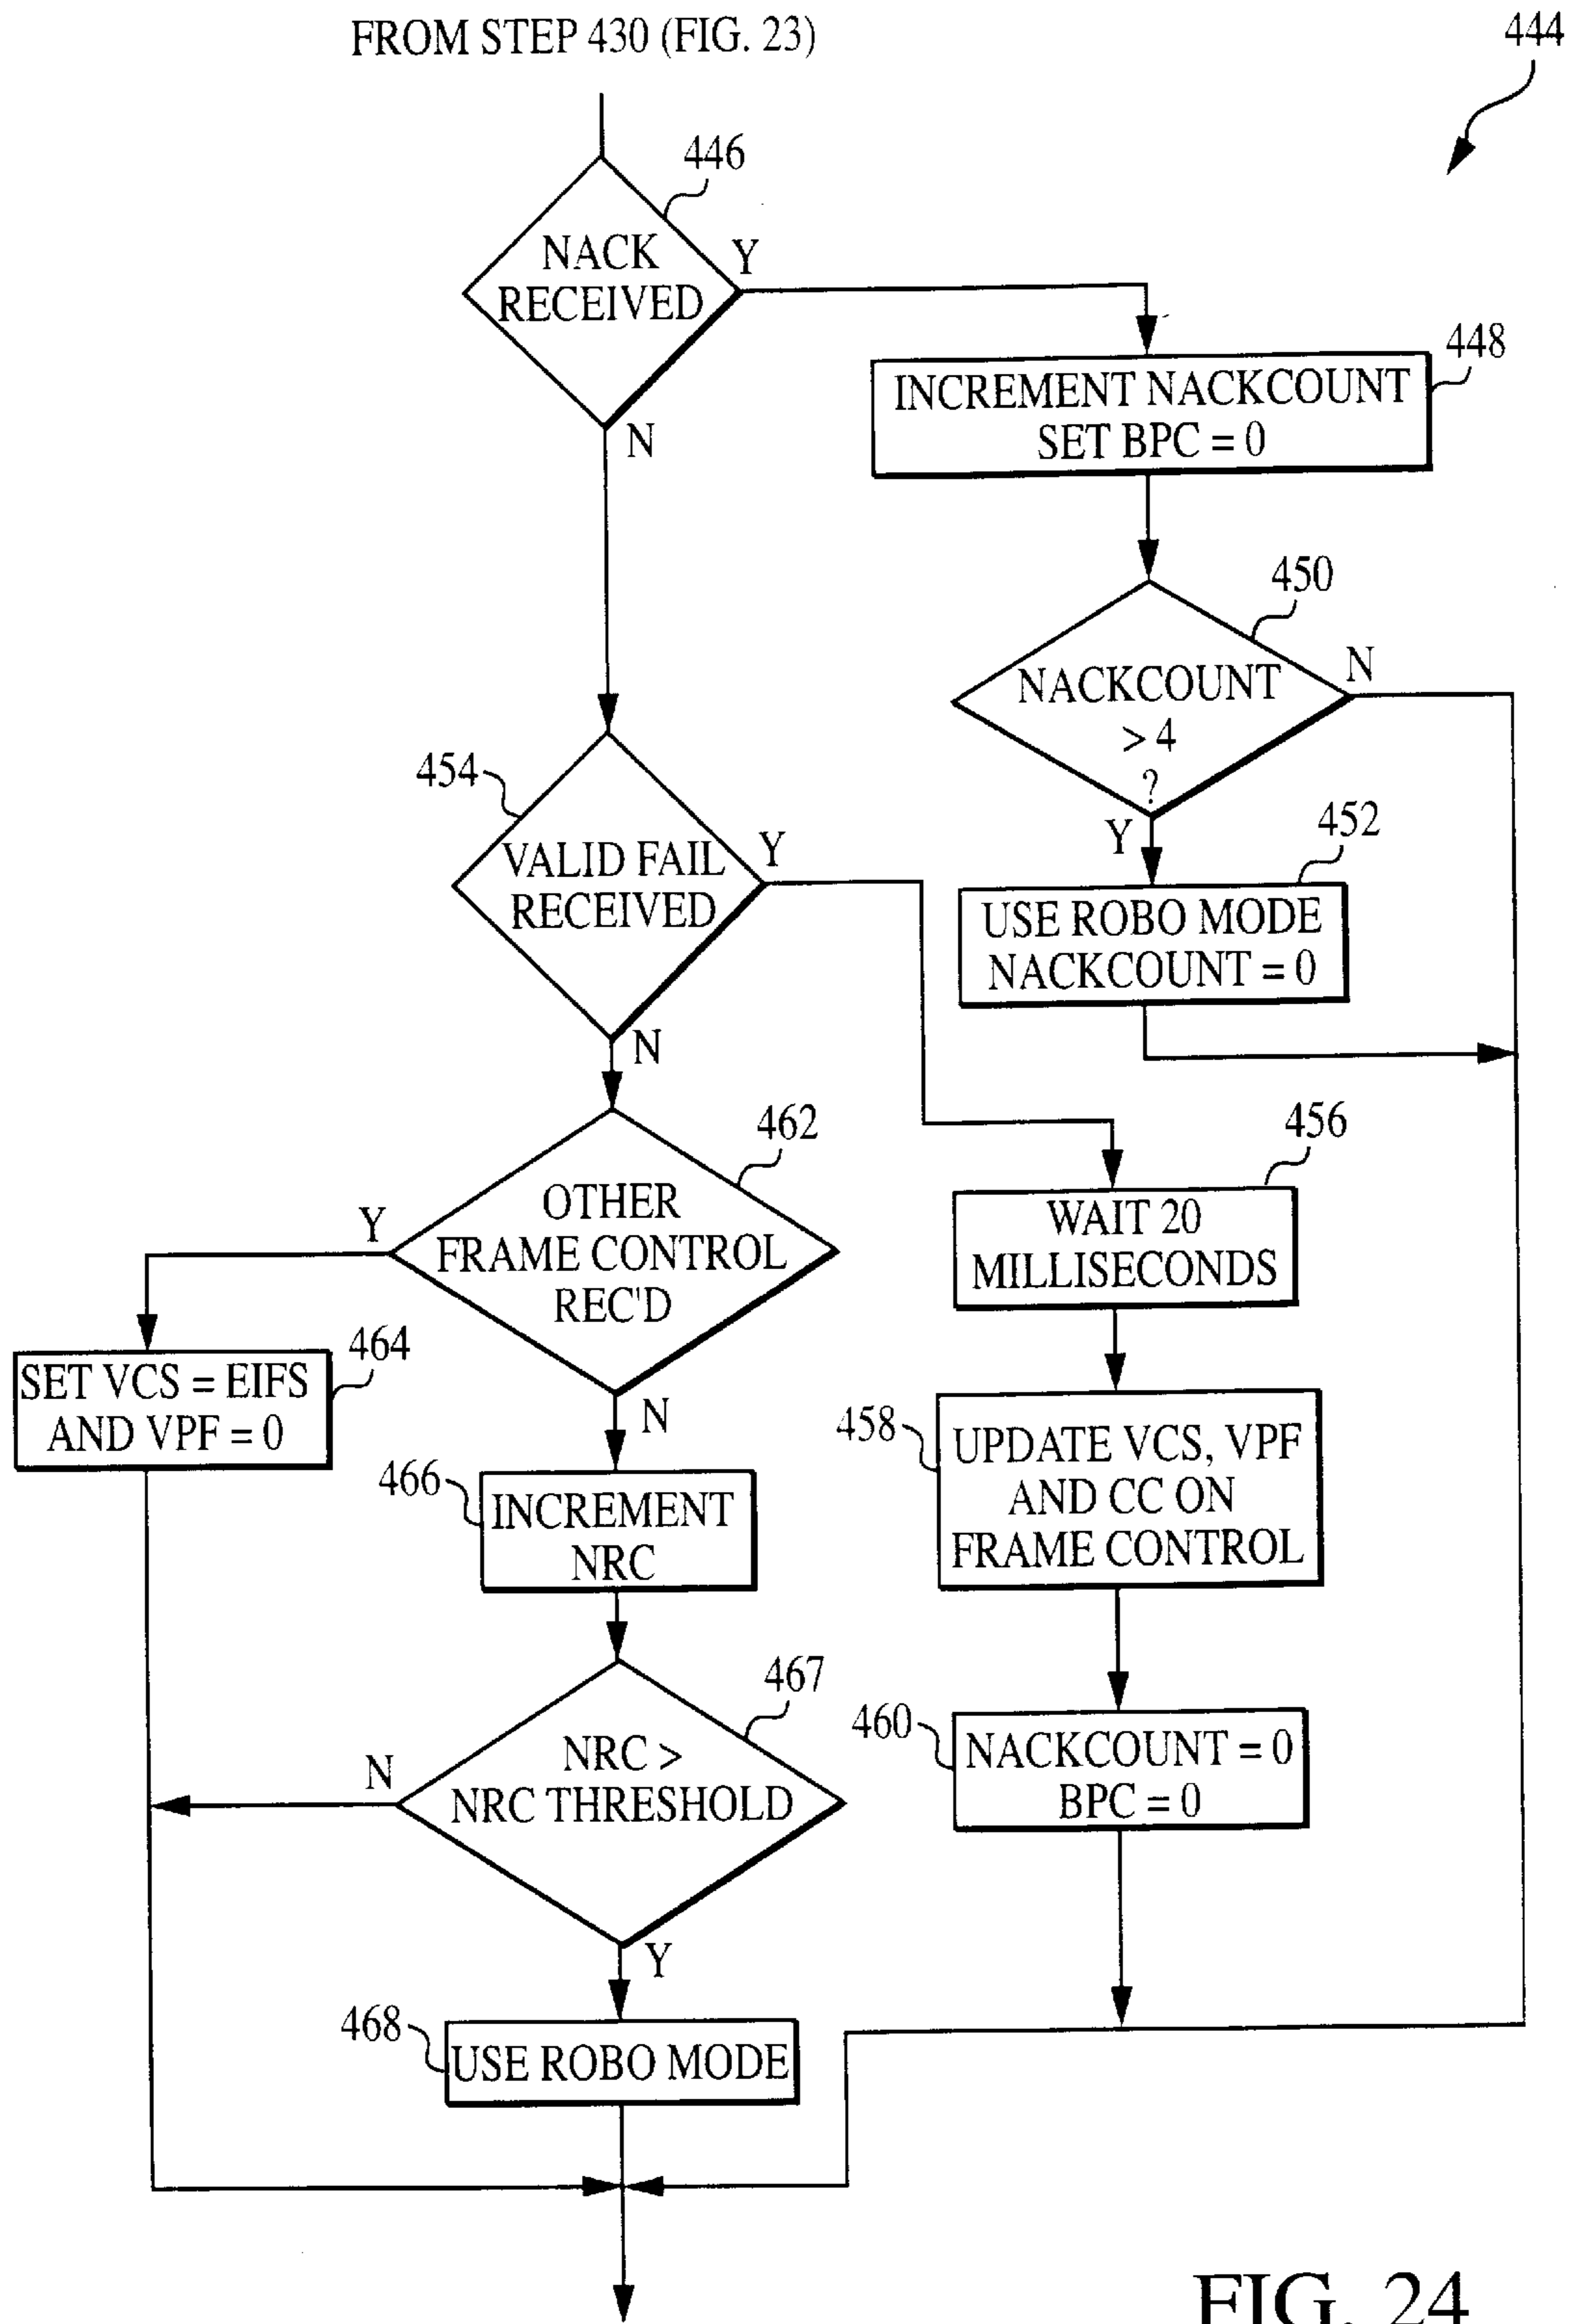 FROM STEP 430 (FIG. 23)
444
446
NACK
RECEIVED
Y
N
448
INCREMENT NACKCOUNT
SET BPC = 0
450
NACKCOUNT
> 4
?
N
Y
452
USE ROBO MODE
NACKCOUNT = 0
454
VALID FAIL
RECEIVED
Y
N
456
WAIT 20
MILLISECONDS
458
UPDATE VCS, VPF
AND CC ON
FRAME CONTROL
460
NACKCOUNT = 0
BPC = 0
462
OTHER
FRAME CONTROL
REC'D
Y
N
464
SET VCS = EIFS
AND VPF = 0
466
INCREMENT
NRC
467
NRC >
NRC THRESHOLD
N
Y
468
USE ROBO MODE
FIG. 24